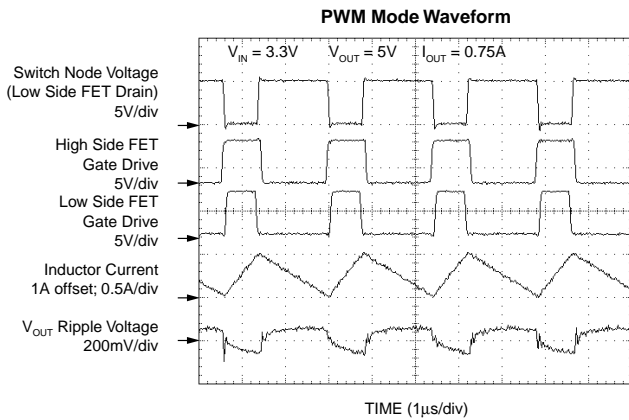 PWM Mode Waveform
V_IN = 3.3V V_OUT = 5V I_OUT = 0.75A
Switch Node Voltage
(Low Side FET Drain)
5V/div
High Side FET
Gate Drive
5V/div
Low Side FET
Gate Drive
5V/div
Inductor Current
1A offset; 0.5A/div
V_OUT Ripple Voltage
200mV/div
TIME (1μs/div)